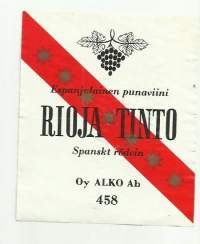 Espanjalainen punaviini
RIOJA TINTO
Spanskt rödvin
Oy ALKO Ab
458